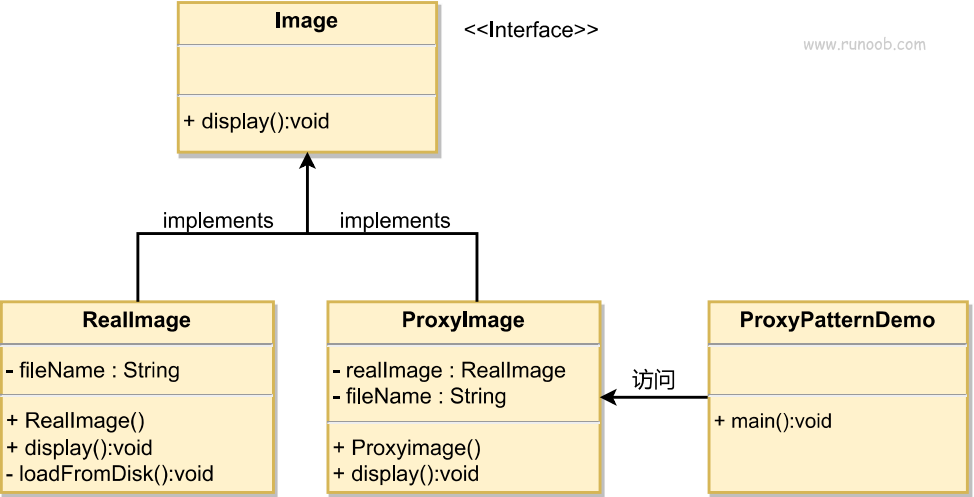 Image
<<Interface>>
www.runoob.com
+ display():void
implements
implements
RealImage
- fileName : String
+ RealImage()
+ display():void
- loadFromDisk():void
ProxyImage
- realImage : RealImage
- fileName : String
+ Proxyimage()
+ display():void
访问
ProxyPatternDemo
+ main():void